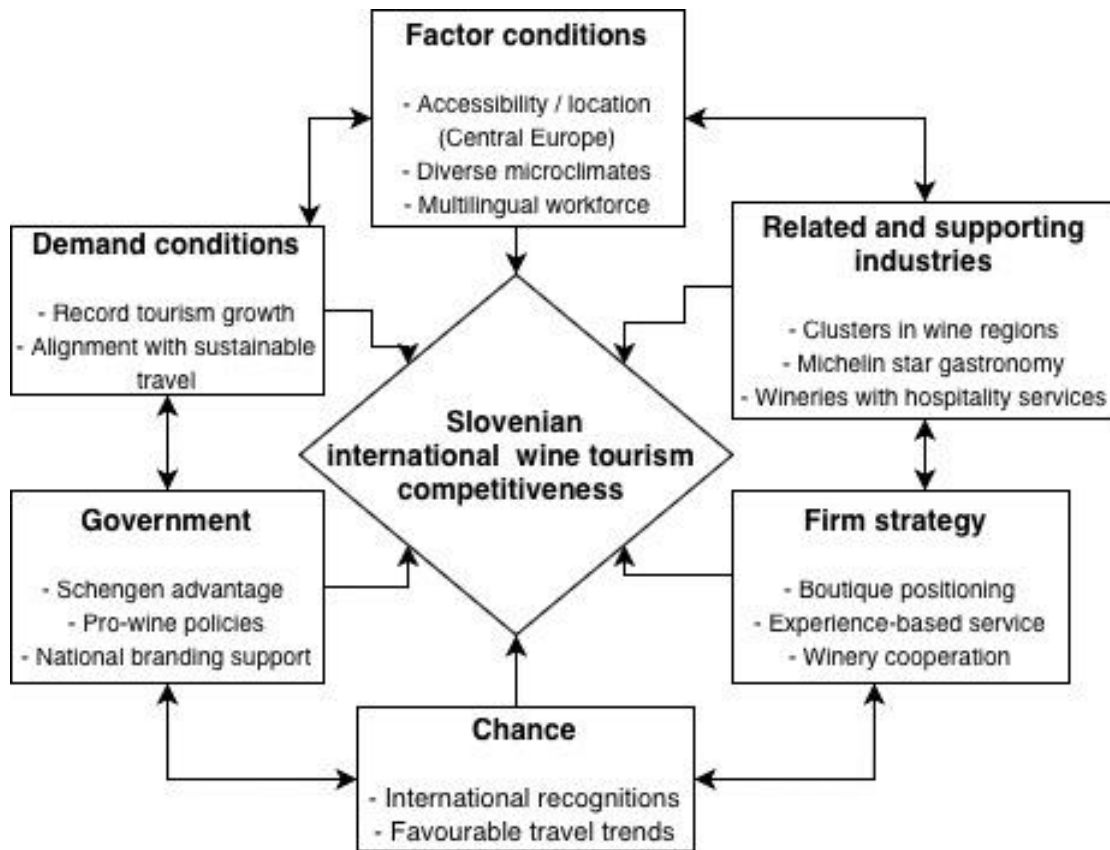 Factor conditions
- Accessibility / location
(Central Europe)
- Diverse microclimates
- Multilingual workforce
Demand conditions
- Record tourism growth
- Alignment with sustainable
travel
Related and supporting
industries
- Clusters in wine regions
- Michelin star gastronomy
- Wineries with hospitality services
Slovenian
international wine tourism
competitiveness
Government
- Schengen advantage
- Pro-wine policies
- National branding support
Firm strategy
- Boutique positioning
- Experience-based service
- Winery cooperation
Chance
- International recognitions
- Favourable travel trends